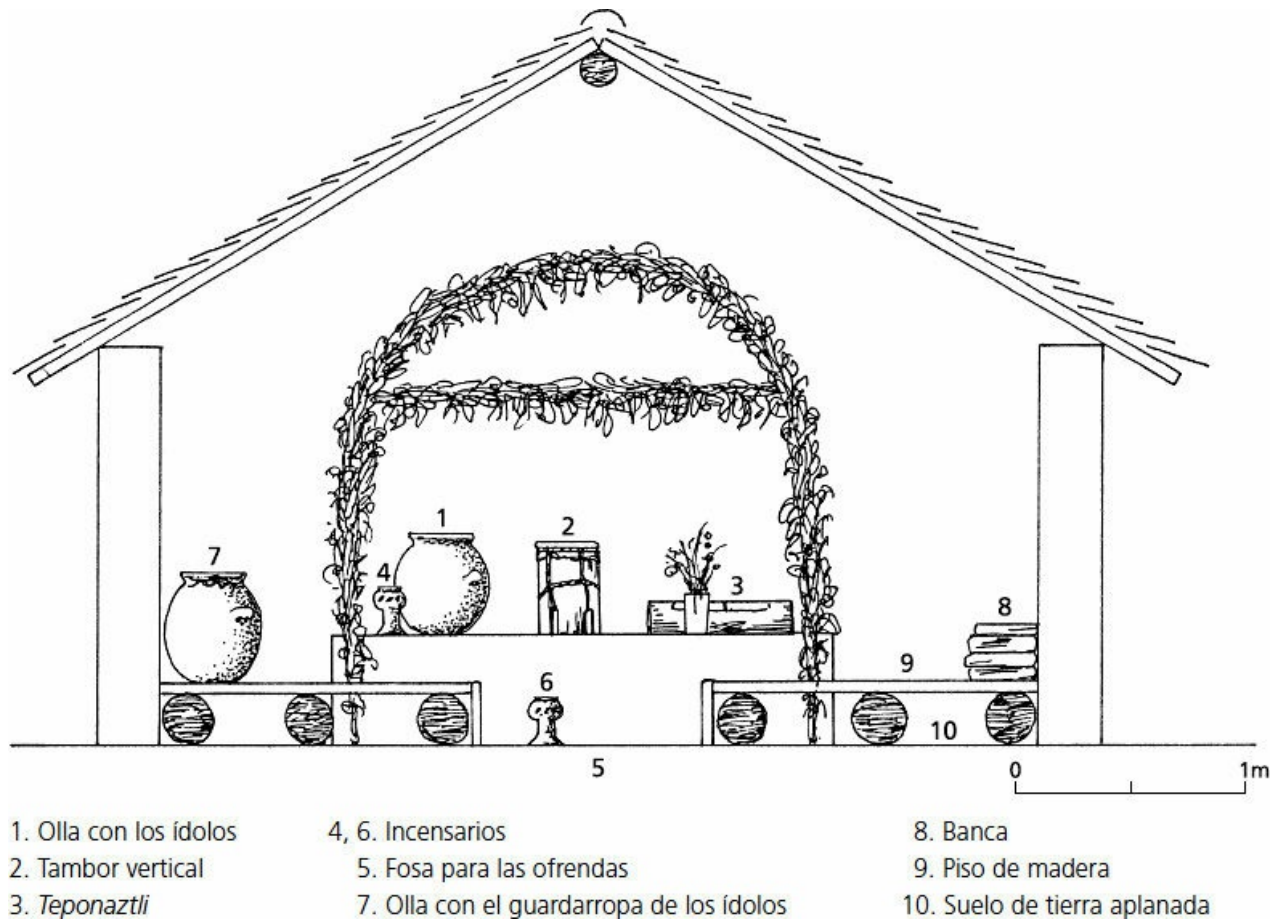 1
2
7
4
3
8
9
6
10
5
0 1m
1. Olla con los ídolos
2. Tambor vertical
3. Teponaztli
4, 6. Incensarios
5. Fosa para las ofrendas
7. Olla con el guardarropa de los ídolos
8. Banca
9. Piso de madera
10. Suelo de tierra aplanada